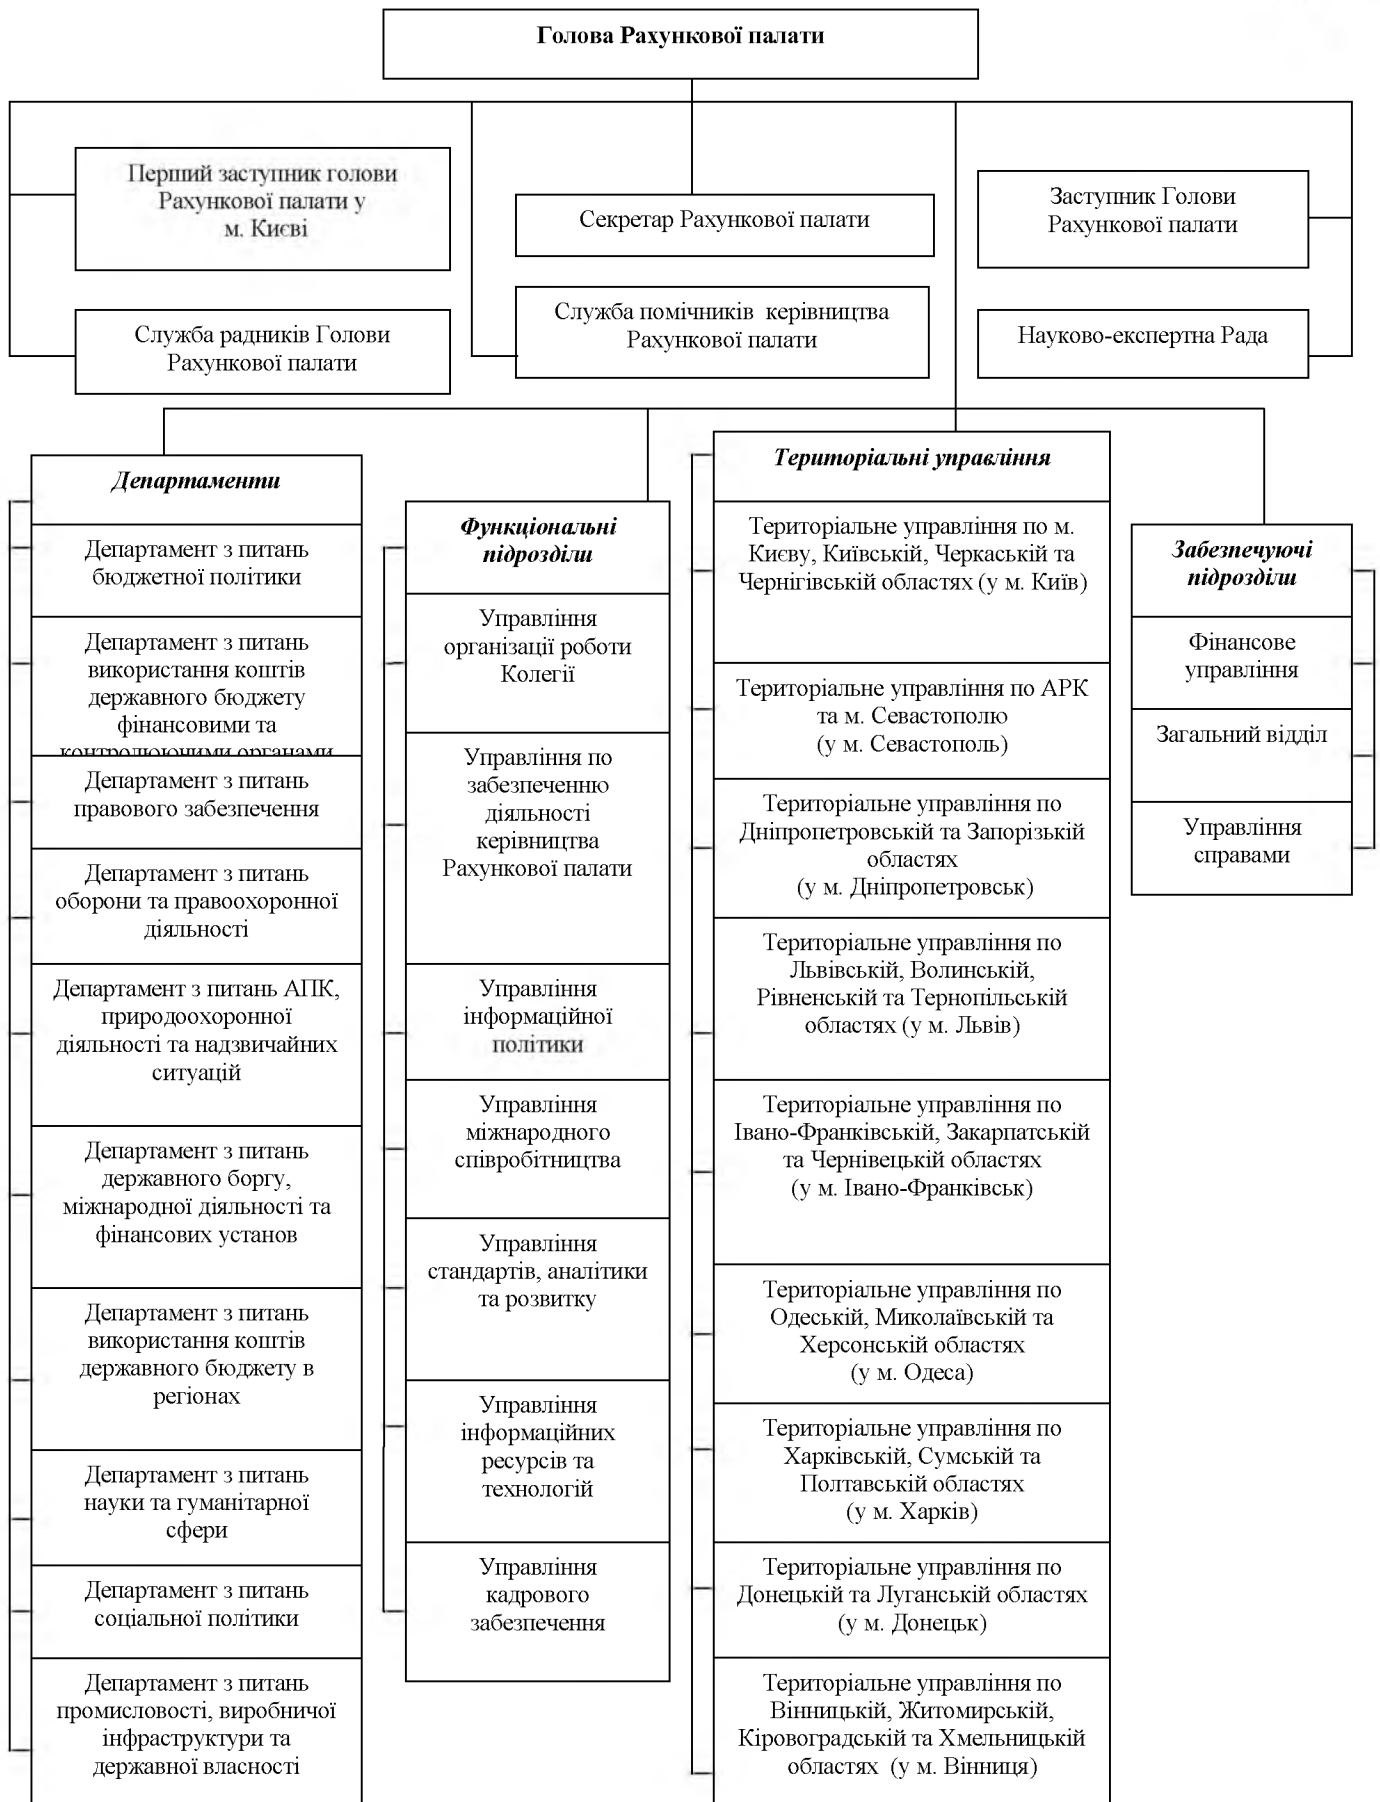 Голова Рахункової палати
Перший заступник голови
Рахункової палати у
м. Києві
Секретар Рахункової палати
Заступник Голови
Рахункової палати
Служба радників Голови
Рахункової палати
Служба помічників керівництва
Рахункової палати
Науково-експертна Рада
Департаменти
Департамент з питань
бюджетної політики
Департамент з питань
використання коштів
державного бюджету
фінансовими та
контролюючими органами
Департамент з питань
правового забезпечення
Департамент з питань
оборони та правоохоронної
діяльності
Департамент з питань АПК,
природоохоронної
діяльності та надзвичайних
ситуацій
Департамент з питань
державного боргу,
міжнародної діяльності та
фінансових установ
Департамент з питань
використання коштів
державного бюджету в
регіонах
Департамент з питань
науки та гуманітарної
сфери
Департамент з питань
соціальної політики
Департамент з питань
промисловості, виробничої
інфраструктури та
державної власності
Функціональні
підрозділи
Управління
організації роботи
Колегії
Управління по
забезпеченню
діяльності
керівництва
Рахункової палати
Управління
інформаційної
політики
Управління
міжнародного
співробітництва
Управління
стандартів, аналітики
та розвитку
Управління
інформаційних
ресурсів та
технологій
Управління
кадрового
забезпечення
Територіальні управління
Територіальне управління по м.
Києву, Київській, Черкаській та
Чернігівській областях (у м. Київ)
Територіальне управління по АРК
та м. Севастополю
(у м. Севастополь)
Територіальне управління по
Дніпропетровській та Запорізькій
областях
(у м. Дніпропетровськ)
Територіальне управління по
Львівській, Волинській,
Рівненській та Тернопільській
областях (у м. Львів)
Територіальне управління по
Івано-Франківській, Закарпатській
та Чернівецькій областях
(у м. Івано-Франківськ)
Територіальне управління по
Одеській, Миколаївській та
Херсонській областях
(у м. Одеса)
Територіальне управління по
Харківській, Сумській та
Полтавській областях
(у м. Харків)
Територіальне управління по
Донецькій та Луганській областях
(у м. Донецьк)
Територіальне управління по
Вінницькій, Житомирській,
Кіровоградській та Хмельницькій
областях (у м. Вінниця)
Забезпечуючі
підрозділи
Фінансове
управління
Загальний відділ
Управління
справами